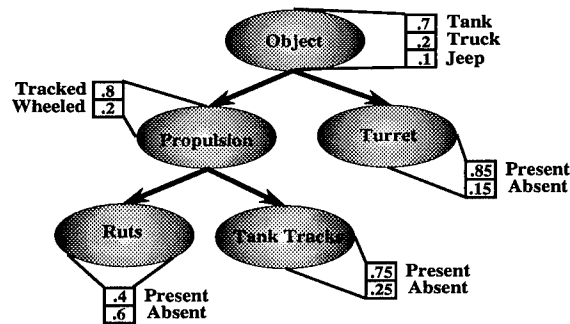 Object
.7 Tank
.2 Truck
.1 Jeep
Tracked .8
Wheeled .2
Propulsion
Turret
.85 Present
.15 Absent
Ruts
Tank Tracks
.4 Present
.6 Absent
.75 Present
.25 Absent